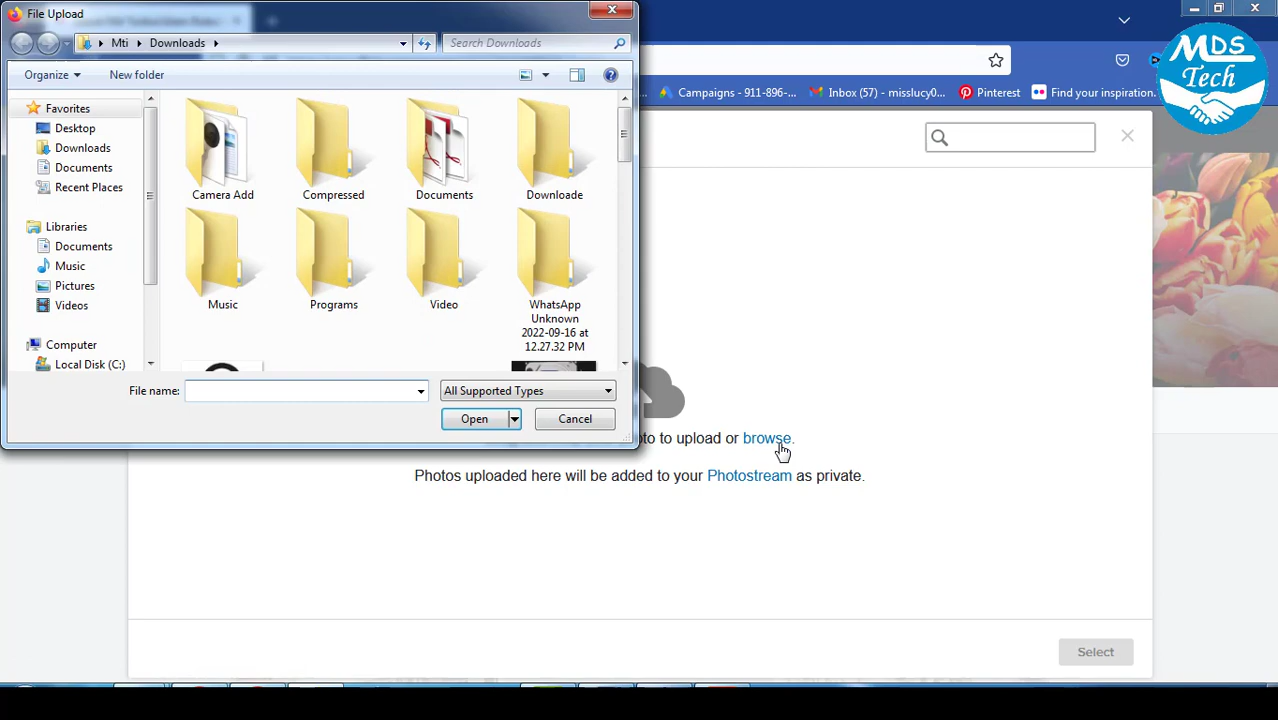 File Upload
Mti
Downloads
Search Downloads
Organize
New folder
Favorites
Desktop
Downloads
Documents
Recent Places
Libraries
Documents
Music
Pictures
Videos
Computer
Local Disk (C:)
Camera Add
Compressed
Documents
Downloade
Music
Programs
Video
WhatsApp
Unknown
2022-09-16 at
12.27.32 PM
File name:
All Supported Types
Open
Cancel
Campaigns - 911-896-...
Inbox (57) - misslucy0...
Pinterest
Find your inspiration.
MDS
Tech
to upload or browse.
Photos uploaded here will be added to your Photostream as private.
Select